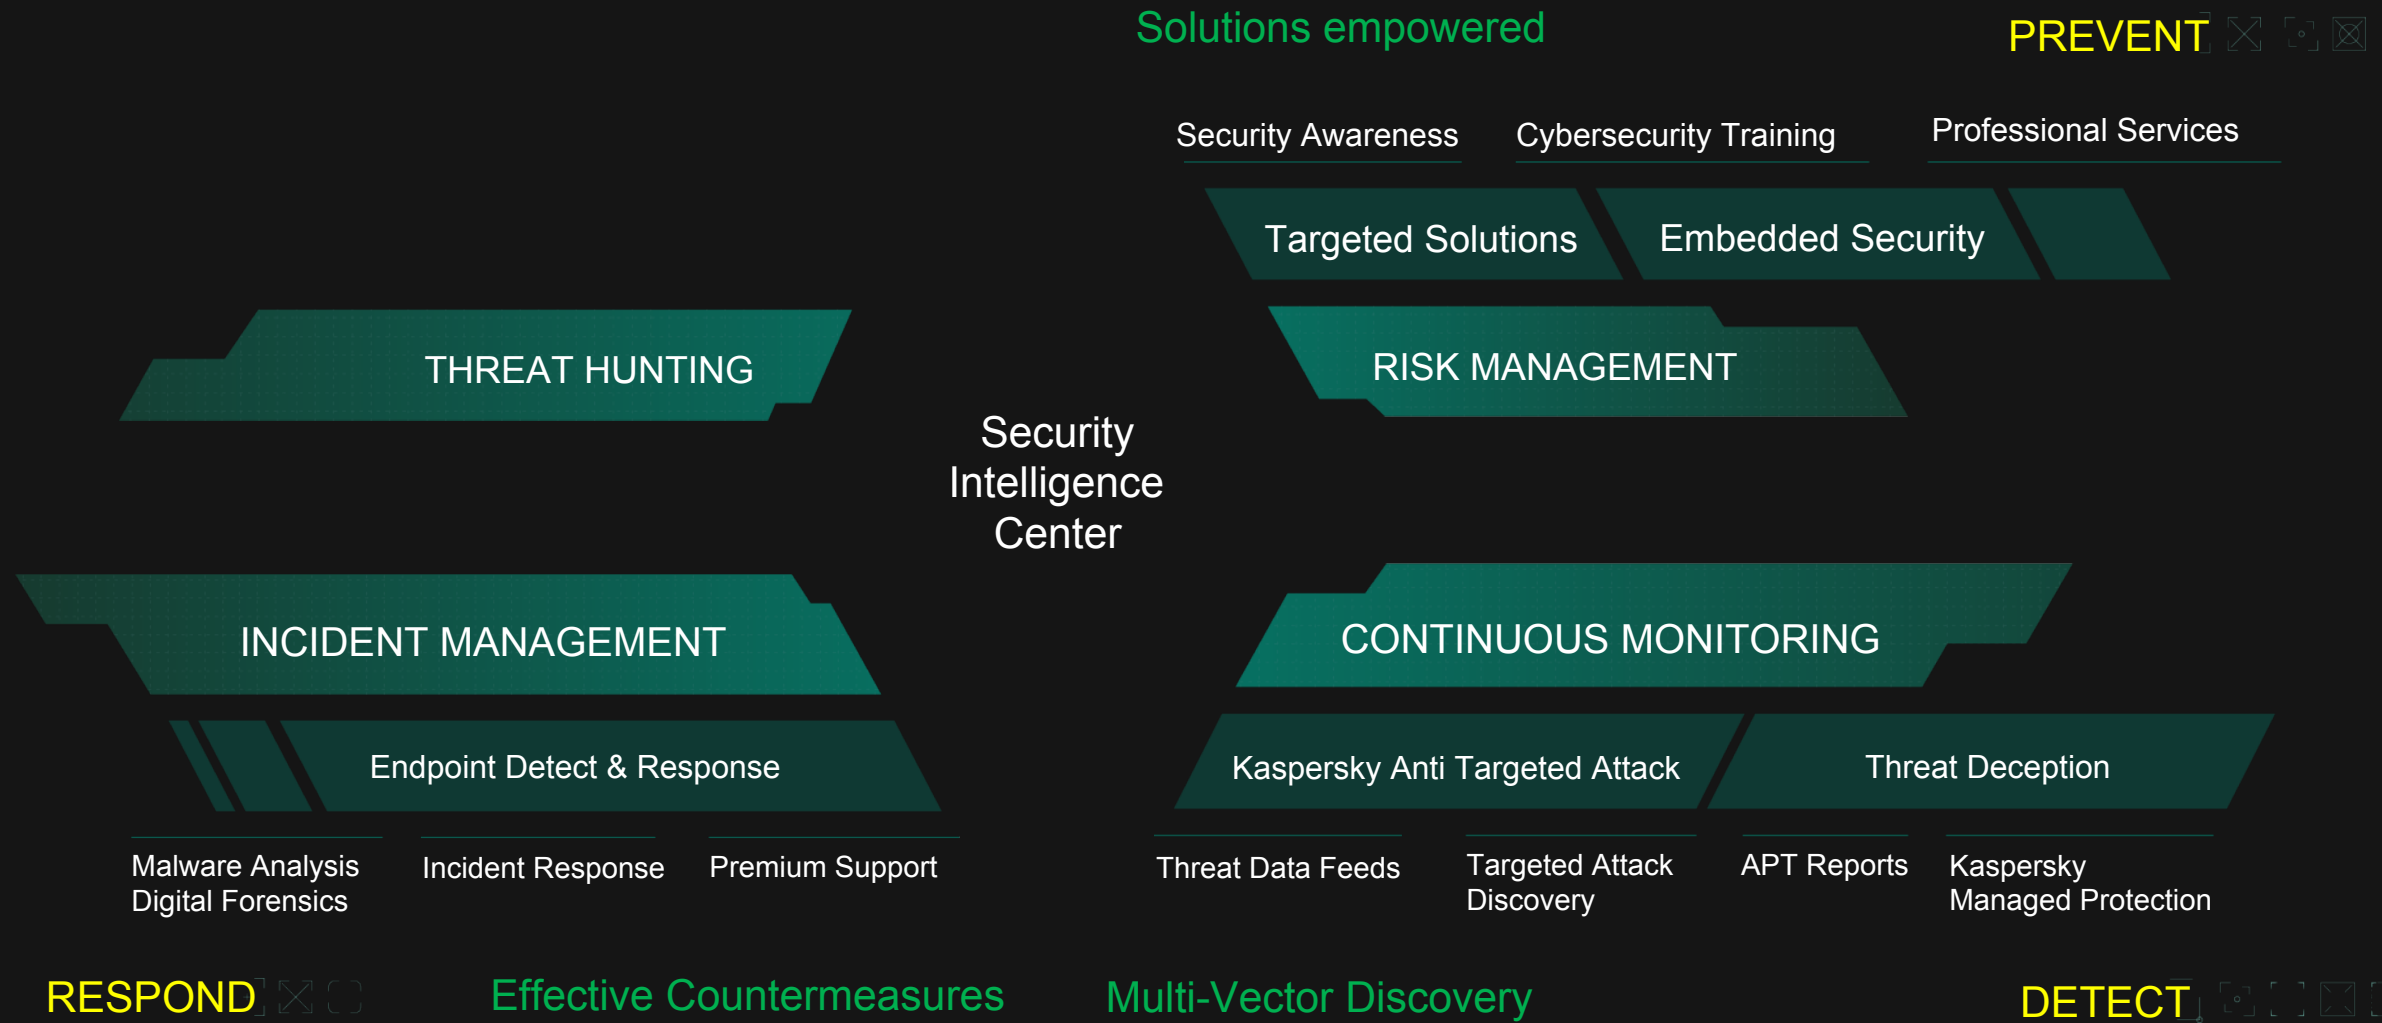 Solutions empowered
PREVENT
Security Awareness
Cybersecurity Training
Professional Services
Targeted Solutions
Embedded Security
THREAT HUNTING
RISK MANAGEMENT
Security
Intelligence
Center
INCIDENT MANAGEMENT
CONTINUOUS MONITORING
Endpoint Detect & Response
Kaspersky Anti Targeted Attack
Threat Deception
Malware Analysis
Digital Forensics
Incident Response
Premium Support
Threat Data Feeds
Targeted Attack
Discovery
APT Reports
Kaspersky
Managed Protection
RESPOND
Effective Countermeasures
Multi-Vector Discovery
DETECT